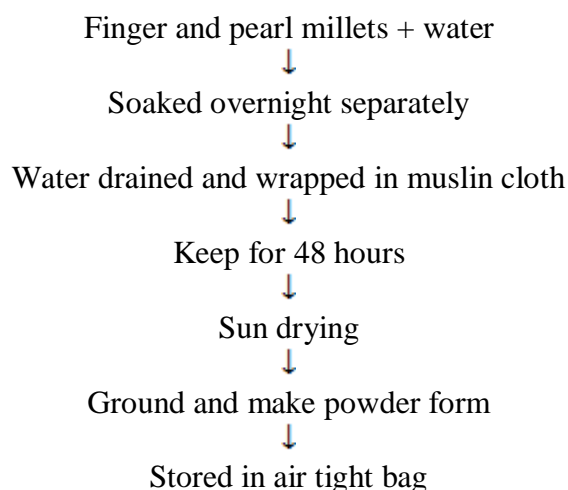 Finger and pearl millets + water
↓
Soaked overnight separately
↓
Water drained and wrapped in muslin cloth
↓
Keep for 48 hours
↓
Sun drying
↓
Ground and make powder form
↓
Stored in air tight bag